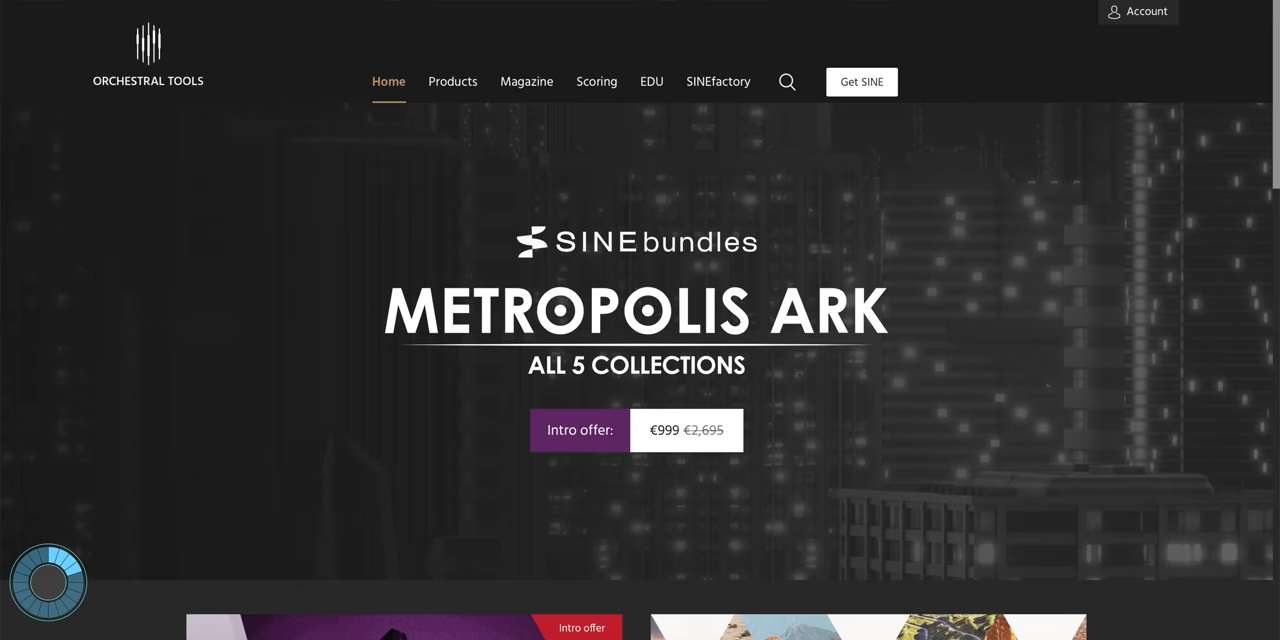 Account
ORCHESTRAL TOOLS
Home Products Magazine Scoring EDU SINEfactory Get SINE
SINEbundles
METROPOLIS ARK
ALL 5 COLLECTIONS
Intro offer: €999 €2,695
Intro offer